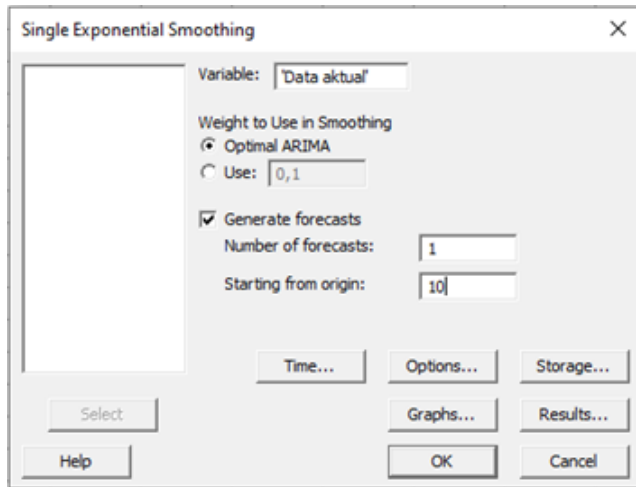 Single Exponential Smoothing
Variable: 'Data aktual'
Weight to Use in Smoothing
Optimal ARIMA
Use: 0,1
Generate forecasts
Number of forecasts: 1
Starting from origin: 10
Time... Options... Storage...
Select Graphs... Results...
Help OK Cancel